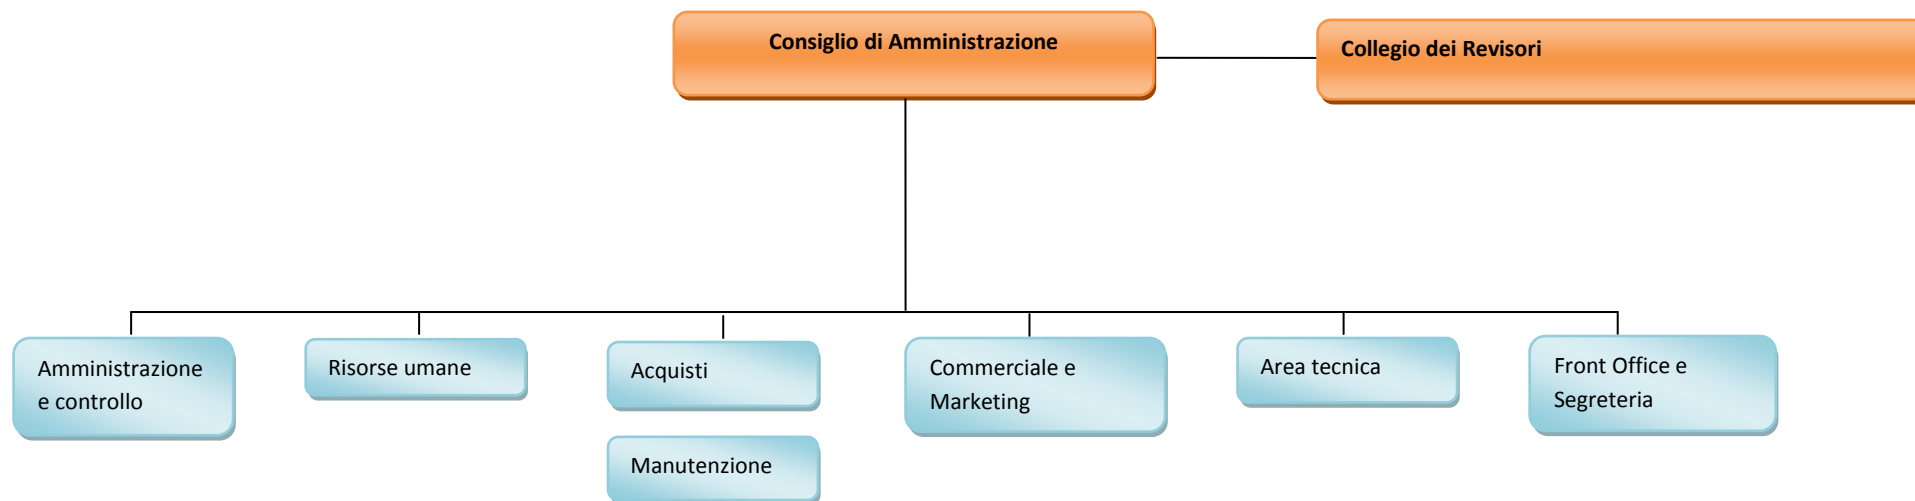 Consiglio di Amministrazione
Collegio dei Revisori
Amministrazione
e controllo
Risorse umane
Acquisti
Commerciale e
Marketing
Area tecnica
Front Office e
Segreteria
Manutenzione